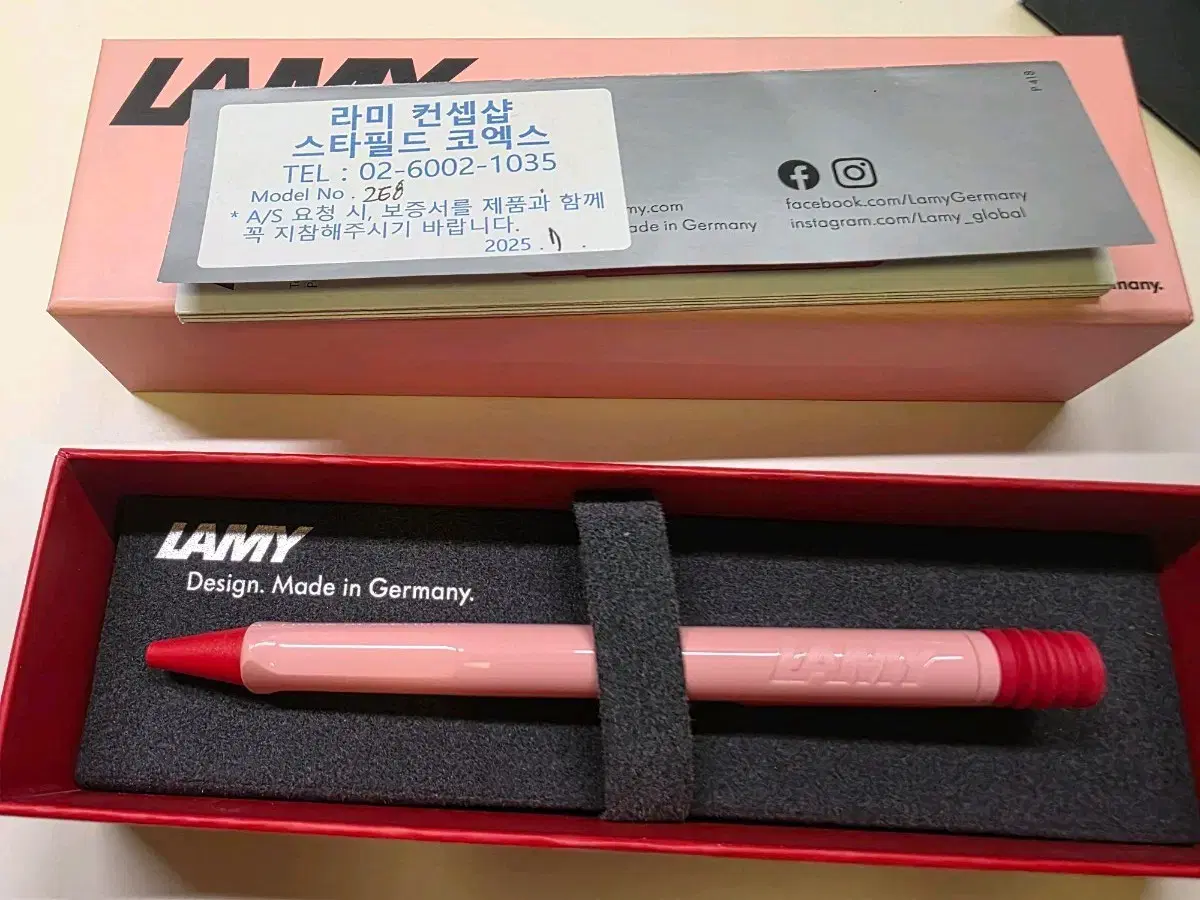 LAMY
라미 컨셉샵
스타필드 코엑스
TEL : 02-6002-1035
Model No . 2E8
* A/S 요청 시, 보증서를 제품과 함께
꼭 지참해주시기 바랍니다.
2025 .
my.com
ade in Germany
facebook.com/LamyGermany
instagram.com/Lamy_global
P 418
many.
LAMY
Design. Made in Germany.
LAMY